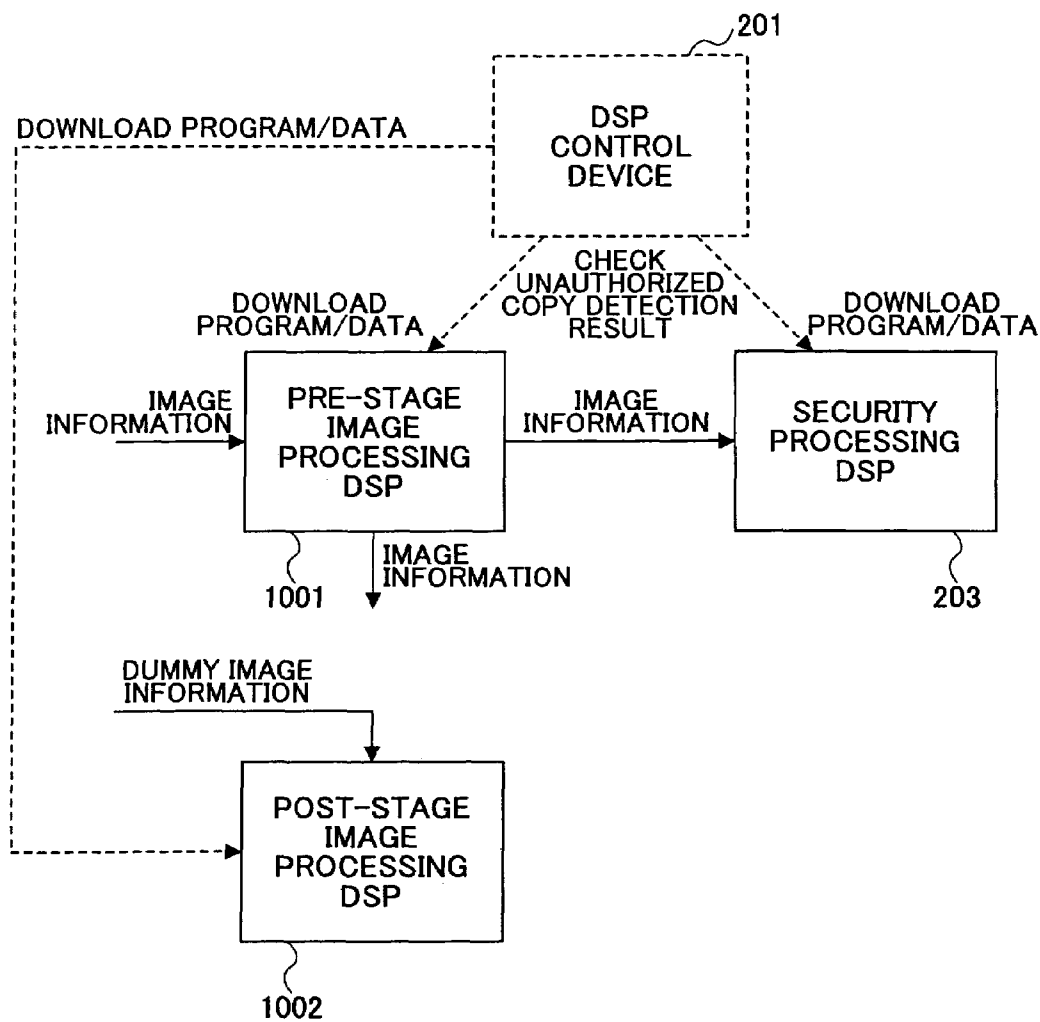 201
DSP
CONTROL
DEVICE
DOWNLOAD PROGRAM/DATA
CHECK
UNAUTHORIZED
COPY DETECTION
RESULT
DOWNLOAD
PROGRAM/DATA
DOWNLOAD
PROGRAM/DATA
IMAGE
INFORMATION
PRE-STAGE
IMAGE
PROCESSING
DSP
IMAGE
INFORMATION
SECURITY
PROCESSING
DSP
1001
IMAGE
INFORMATION
203
DUMMY IMAGE
INFORMATION
POST-STAGE
IMAGE
PROCESSING
DSP
1002